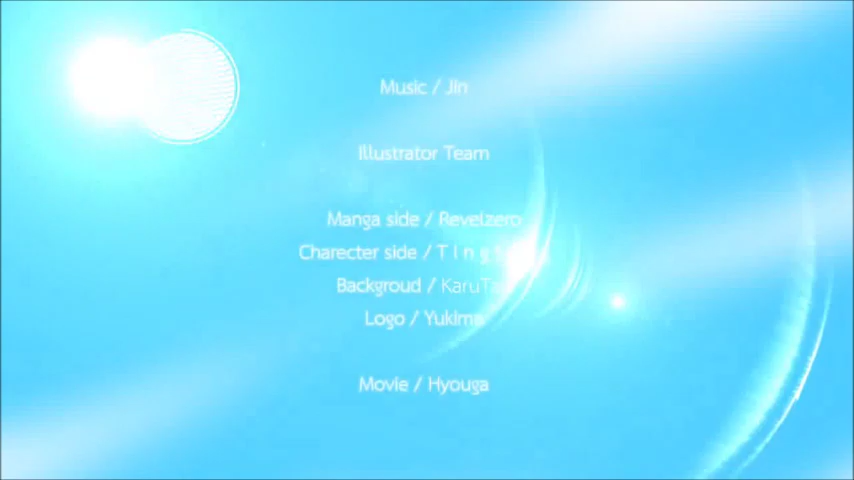 Music / Jin
Illustrator Team
Manga side / Revelzero
Charecter side /
Backgroud /
Logo /
Movie / Hyouga